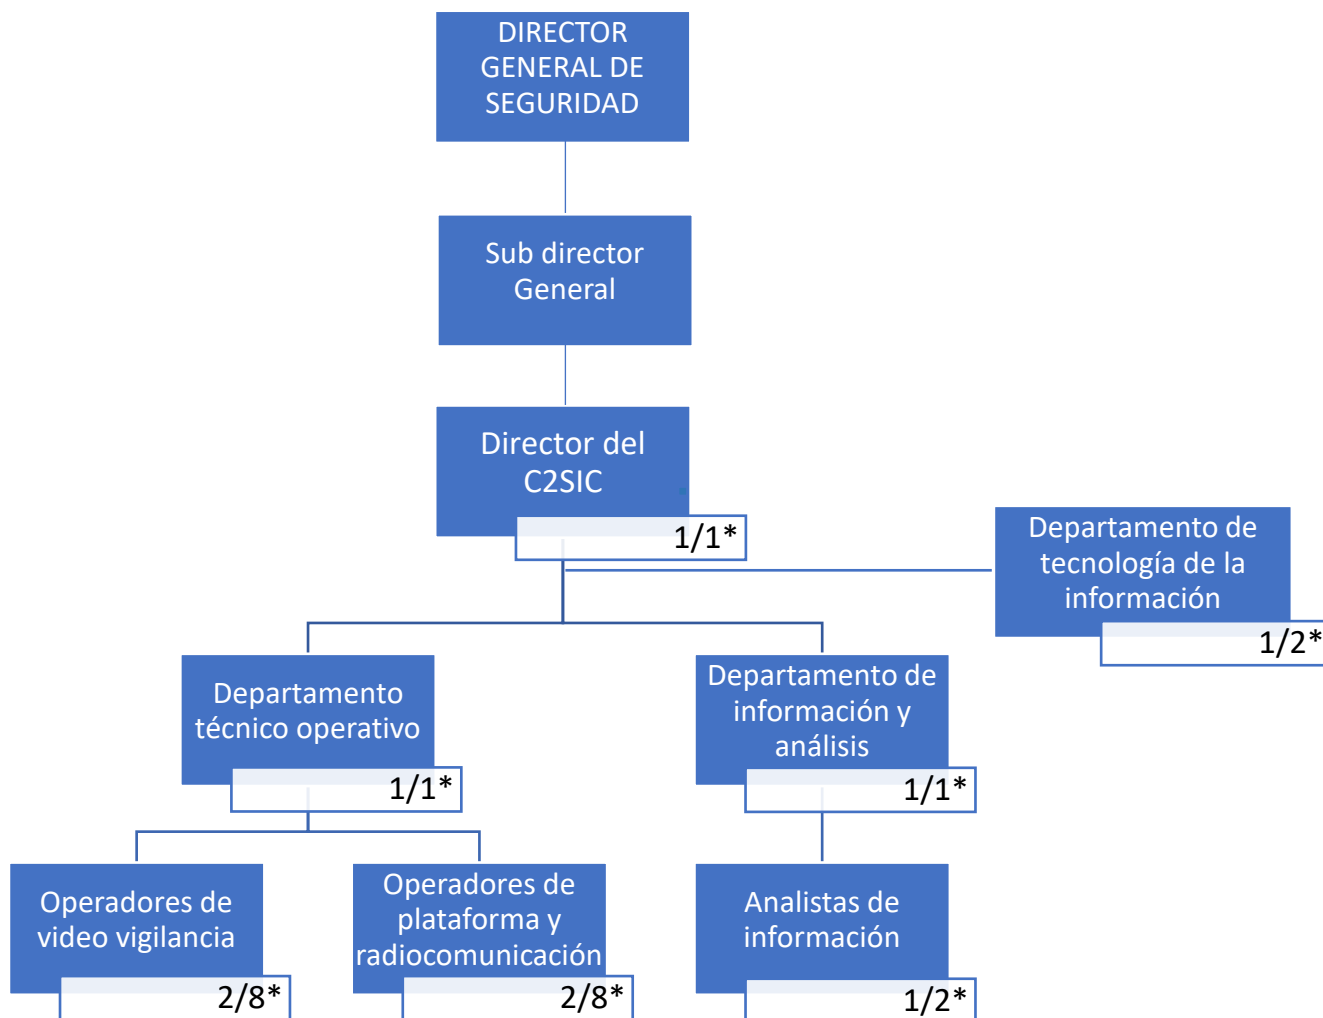 DIRECTOR
GENERAL DE
SEGURIDAD
Sub director
General
Director del
C2SIC
1/1*
Departamento de
tecnología de la
información
1/2*
Departamento
técnico operativo
1/1*
Departamento de
información y
análisis
1/1*
Operadores de
video vigilancia
2/8*
Operadores de
plataforma y
radiocomunicación
2/8*
Analistas de
información
1/2*